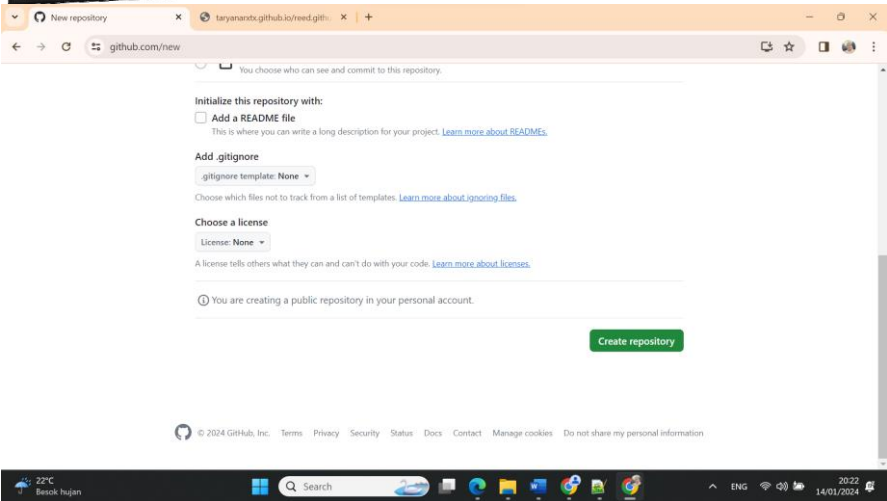 New repository
taryananxtx.github.io/reed.gith
github.com/new
You choose who can see and commit to this repository.
Initialize this repository with:
Add a README file
This is where you can write a long description for your project. Learn more about READMEs.
Add .gitignore
.gitignore template: None
Choose which files not to track from a list of templates. Learn more about ignoring files.
Choose a license
License: None
A license tells others what they can and can't do with your code. Learn more about licenses.
You are creating a public repository in your personal account.
Create repository
© 2024 GitHub, Inc. Terms Privacy Security Status Docs Contact Manage cookies Do not share my personal information
22°C
Besok hujan
Search
ENG
20:22
14/01/2024